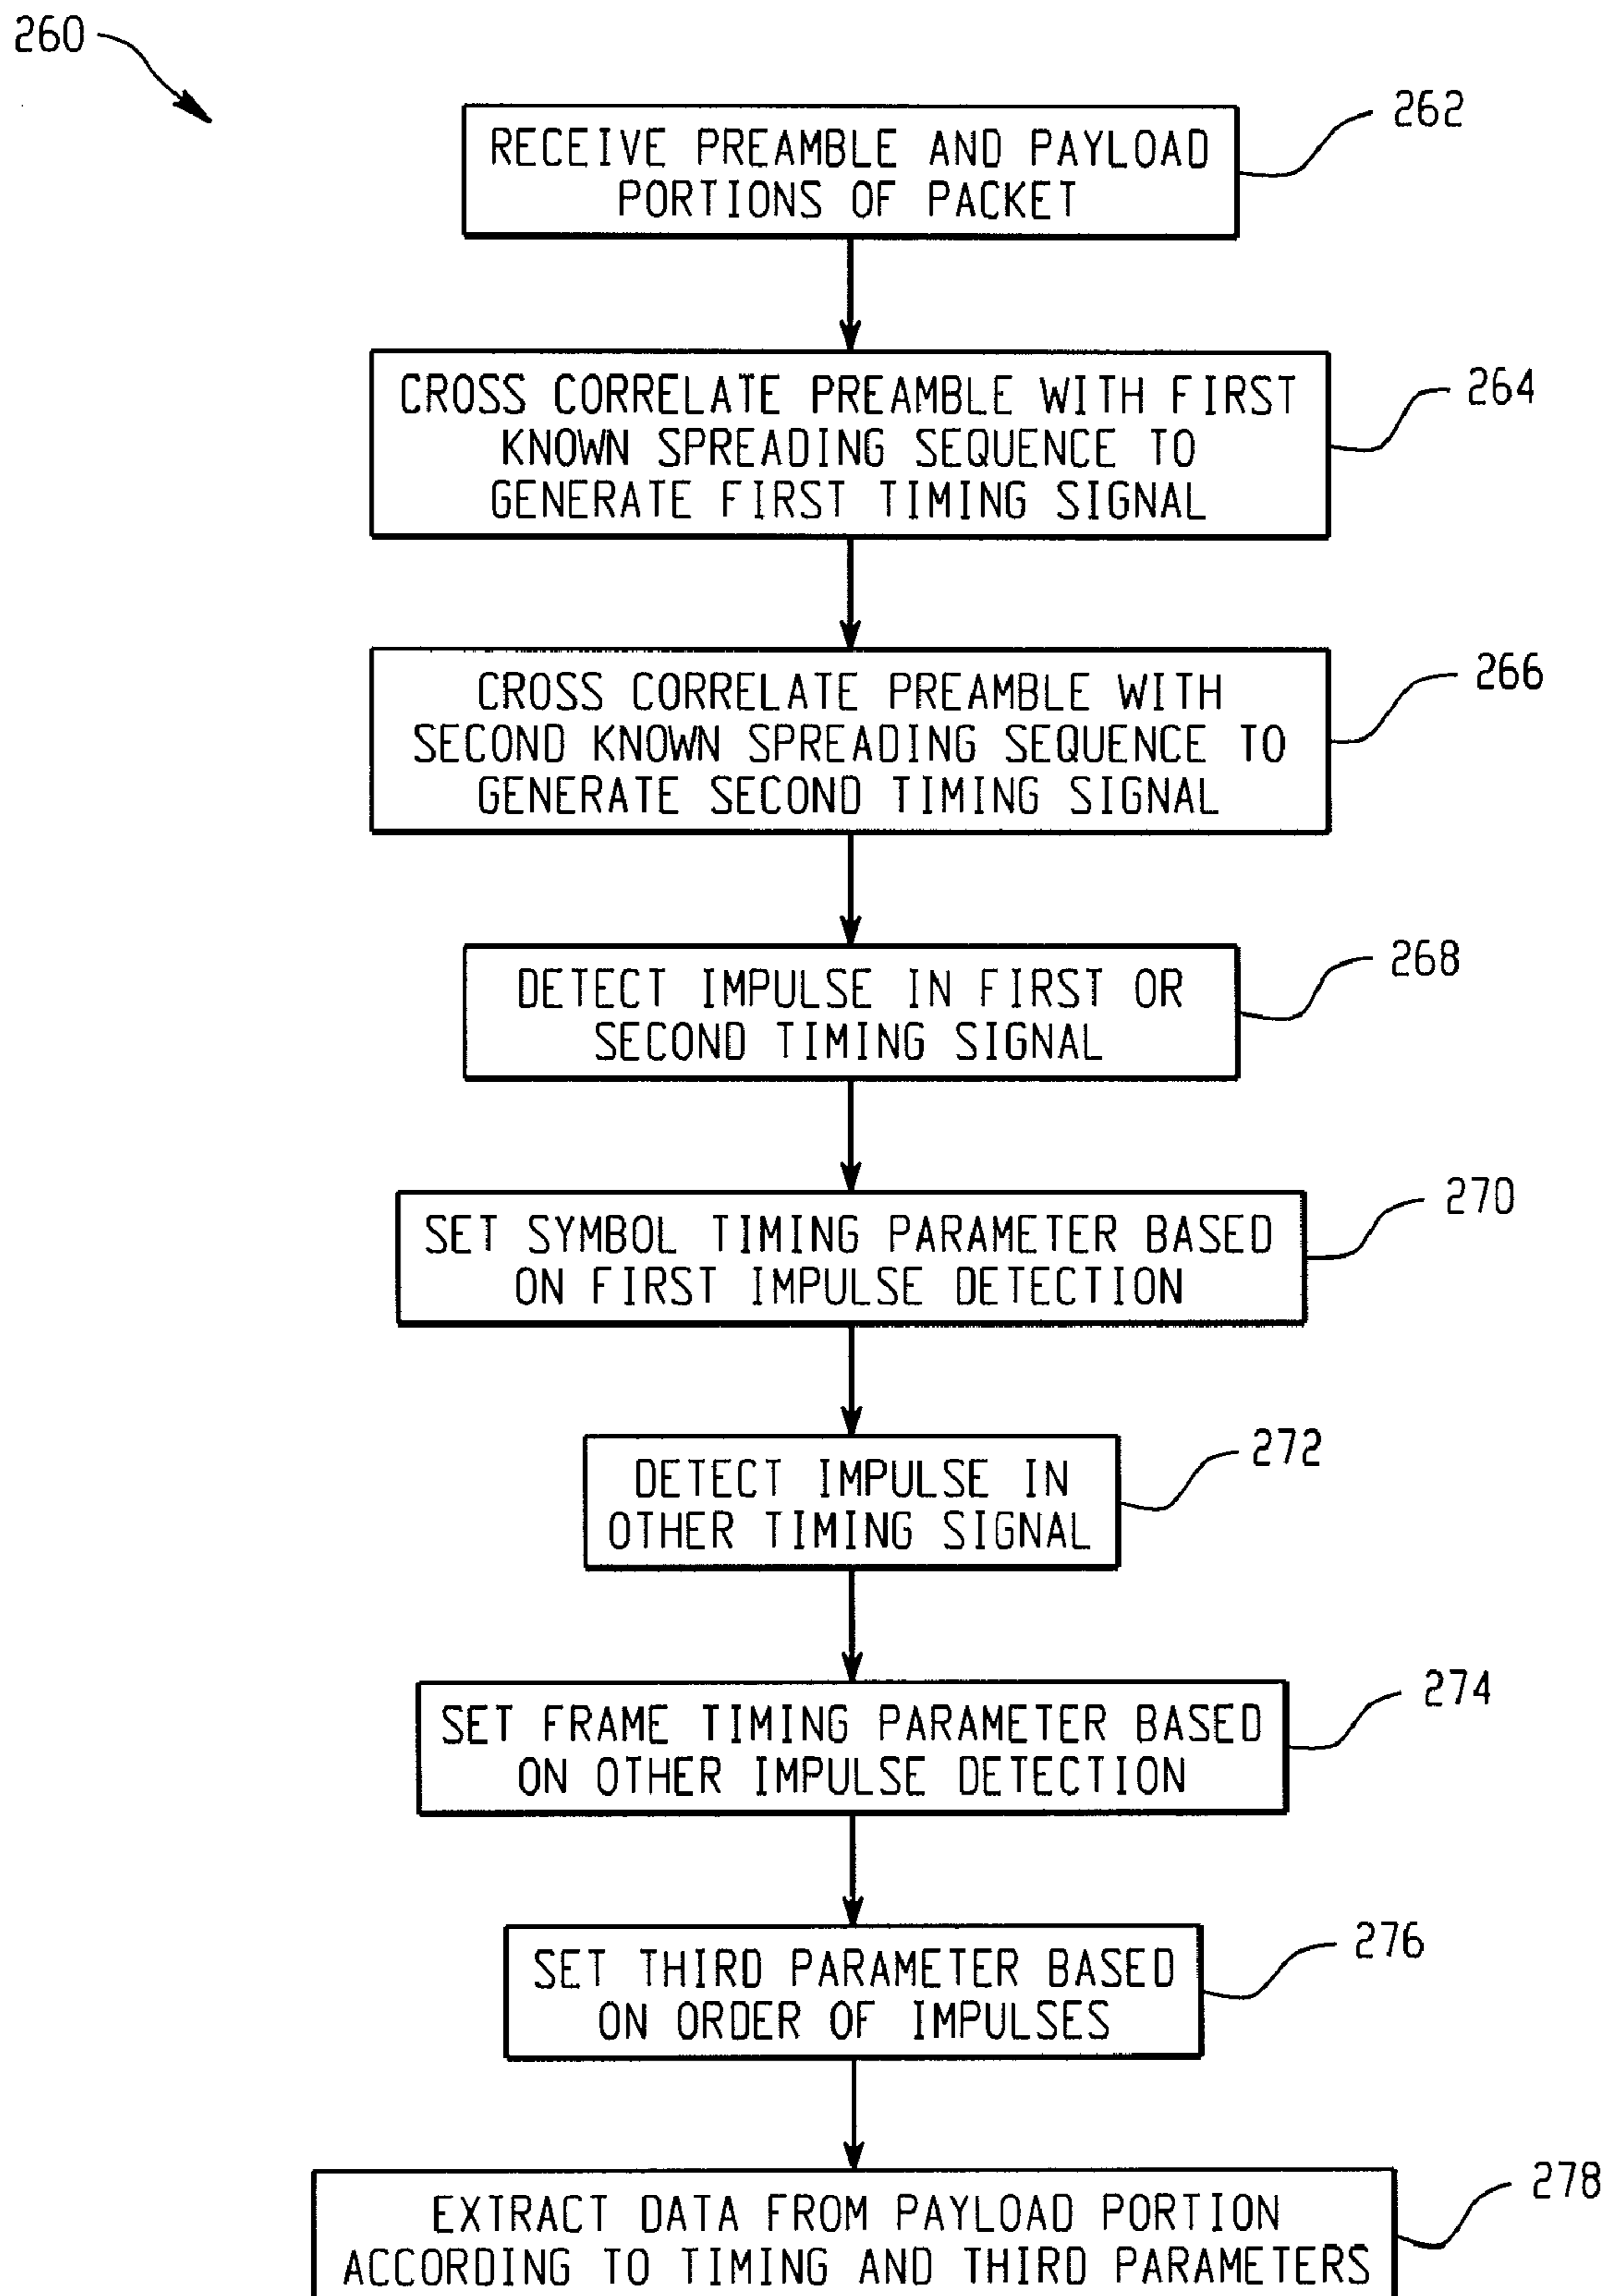 260
262
RECEIVE PREAMBLE AND PAYLOAD
PORTIONS OF PACKET
264
CROSS CORRELATE PREAMBLE WITH FIRST
KNOWN SPREADING SEQUENCE TO
GENERATE FIRST TIMING SIGNAL
266
CROSS CORRELATE PREAMBLE WITH
SECOND KNOWN SPREADING SEQUENCE TO
GENERATE SECOND TIMING SIGNAL
268
DETECT IMPULSE IN FIRST OR
SECOND TIMING SIGNAL
270
SET SYMBOL TIMING PARAMETER BASED
ON FIRST IMPULSE DETECTION
272
DETECT IMPULSE IN
OTHER TIMING SIGNAL
274
SET FRAME TIMING PARAMETER BASED
ON OTHER IMPULSE DETECTION
276
SET THIRD PARAMETER BASED
ON ORDER OF IMPULSES
278
EXTRACT DATA FROM PAYLOAD PORTION
ACCORDING TO TIMING AND THIRD PARAMETERS